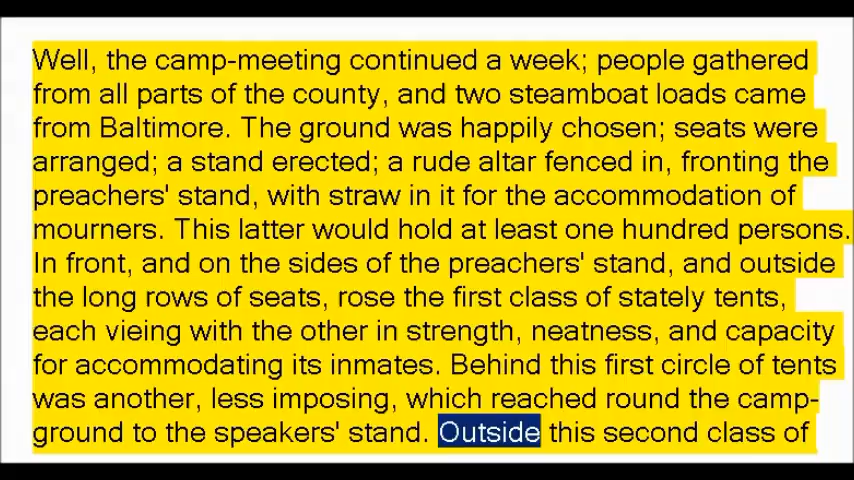 Well, the camp-meeting continued a week; people gathered
from all parts of the county, and two steamboat loads came
from Baltimore. The ground was happily chosen; seats were
arranged; a stand erected; a rude altar fenced in, fronting the
preachers' stand, with straw in it for the accommodation of
mourners. This latter would hold at least one hundred persons.
In front, and on the sides of the preachers' stand, and outside
the long rows of seats, rose the first class of stately tents,
each vieing with the other in strength, neatness, and capacity
for accommodating its inmates. Behind this first circle of tents
was another, less imposing, which reached round the camp-
ground to the speakers' stand. Outside this second class of